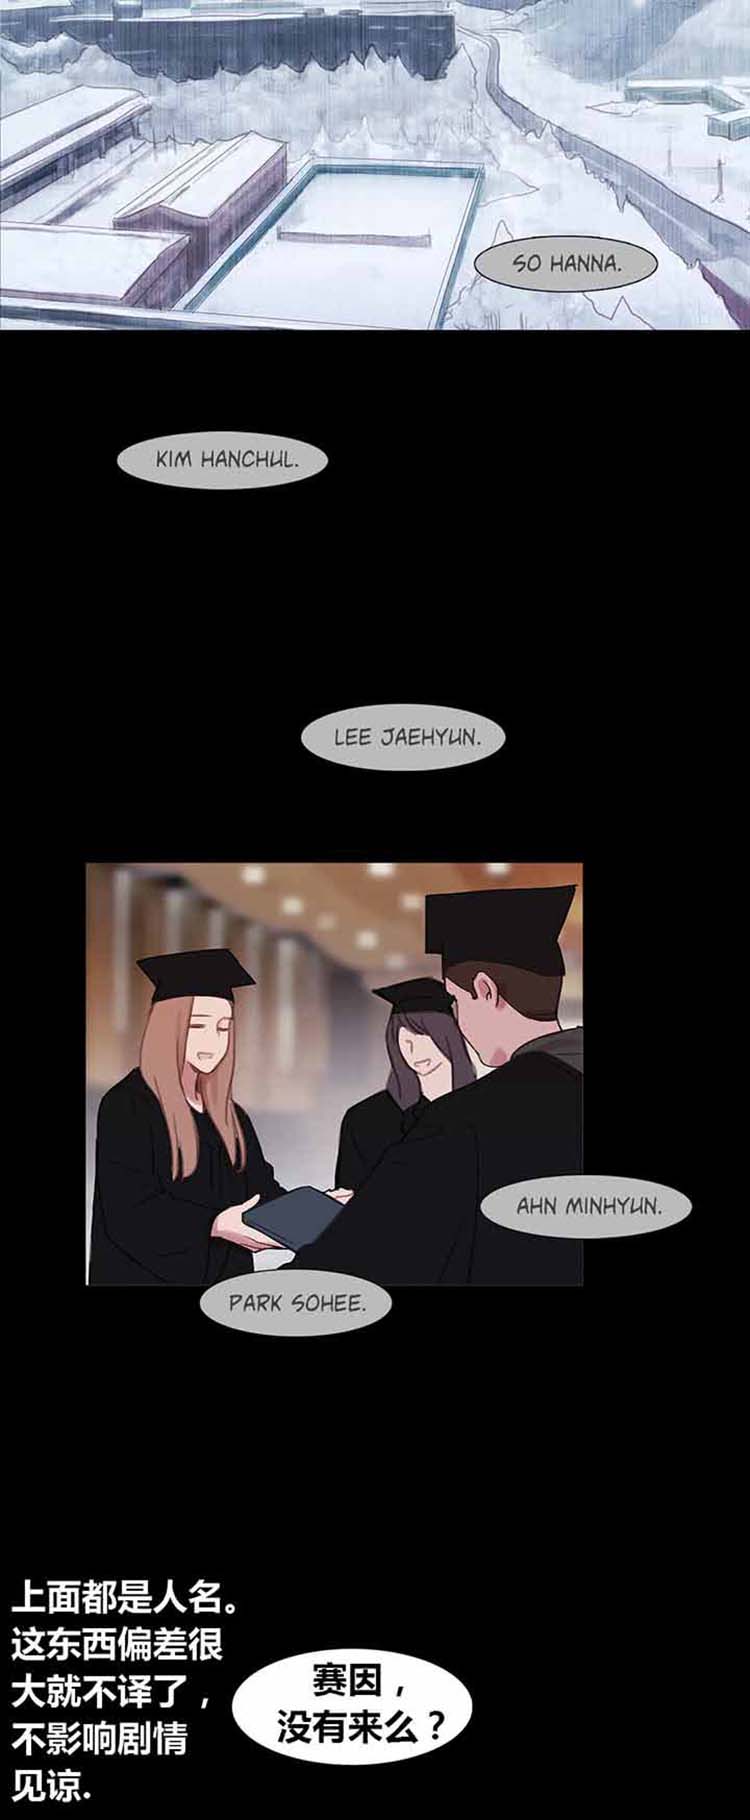 SO HANNA.
KIM HANCHUL.
LEE JAEHYUN.
AHN MINHYUN.
PARK SOHEE.
上面都是人名。
这东西偏差很
大就不译了，
不影响剧情
见谅.
赛因，
没有来么？